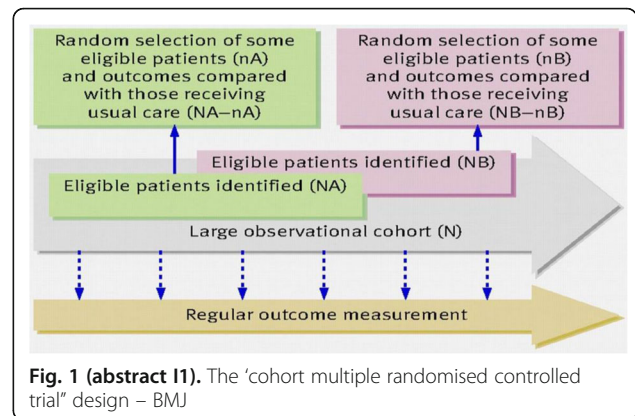 Random selection of some
eligible patients (nA)
and outcomes compared
with those receiving
usual care (NA–nA)
Random selection of some
eligible patients (nB)
and outcomes compared
with those receiving
usual care (NB–nB)
Eligible patients identified (NB)
Eligible patients identified (NA)
Large observational cohort (N)
Regular outcome measurement
Fig. 1 (abstract I1). The ‘cohort multiple randomised controlled
trial” design – BMJ